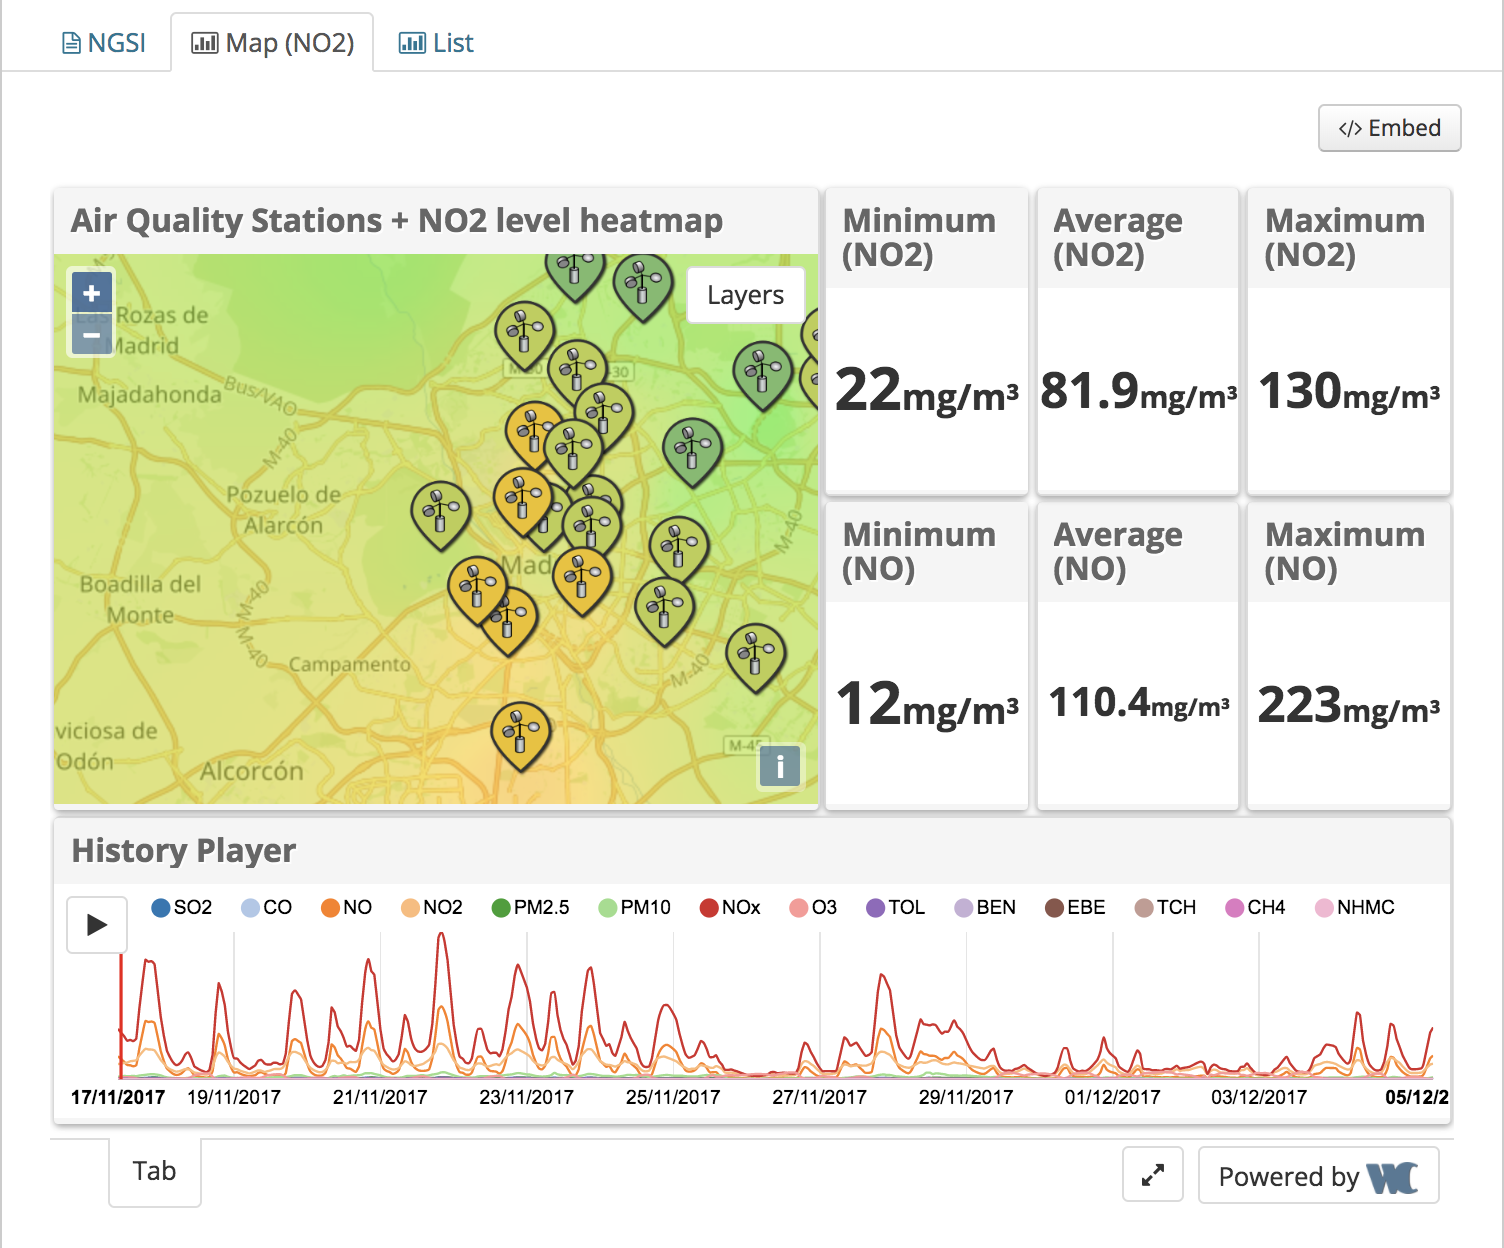 NGSI
Map (NO2)
List
</> Embed
Air Quality Stations + NO2 level heatmap
+
−
Layers
Las Rozas de
Madrid
Majadahonda
Bus/VAO
M-40
M-30
Pozuelo de
Alarcón
M-40
Boadilla del
Monte
M-40
M-40
Campamento
M-40
viciosa de
Odón
Alcorcón
M-45
i
Minimum
(NO2)
22mg/m³
Average
(NO2)
81.9mg/m³
Maximum
(NO2)
130mg/m³
Minimum
(NO)
12mg/m³
Average
(NO)
110.4mg/m³
Maximum
(NO)
223mg/m³
History Player
SO2 CO NO NO2 PM2.5 PM10 NOx O3 TOL BEN EBE TCH CH4 NHMC
17/11/2017 19/11/2017 21/11/2017 23/11/2017 25/11/2017 27/11/2017 29/11/2017 01/12/2017 03/12/2017 05/12/2
Tab
Powered by WC